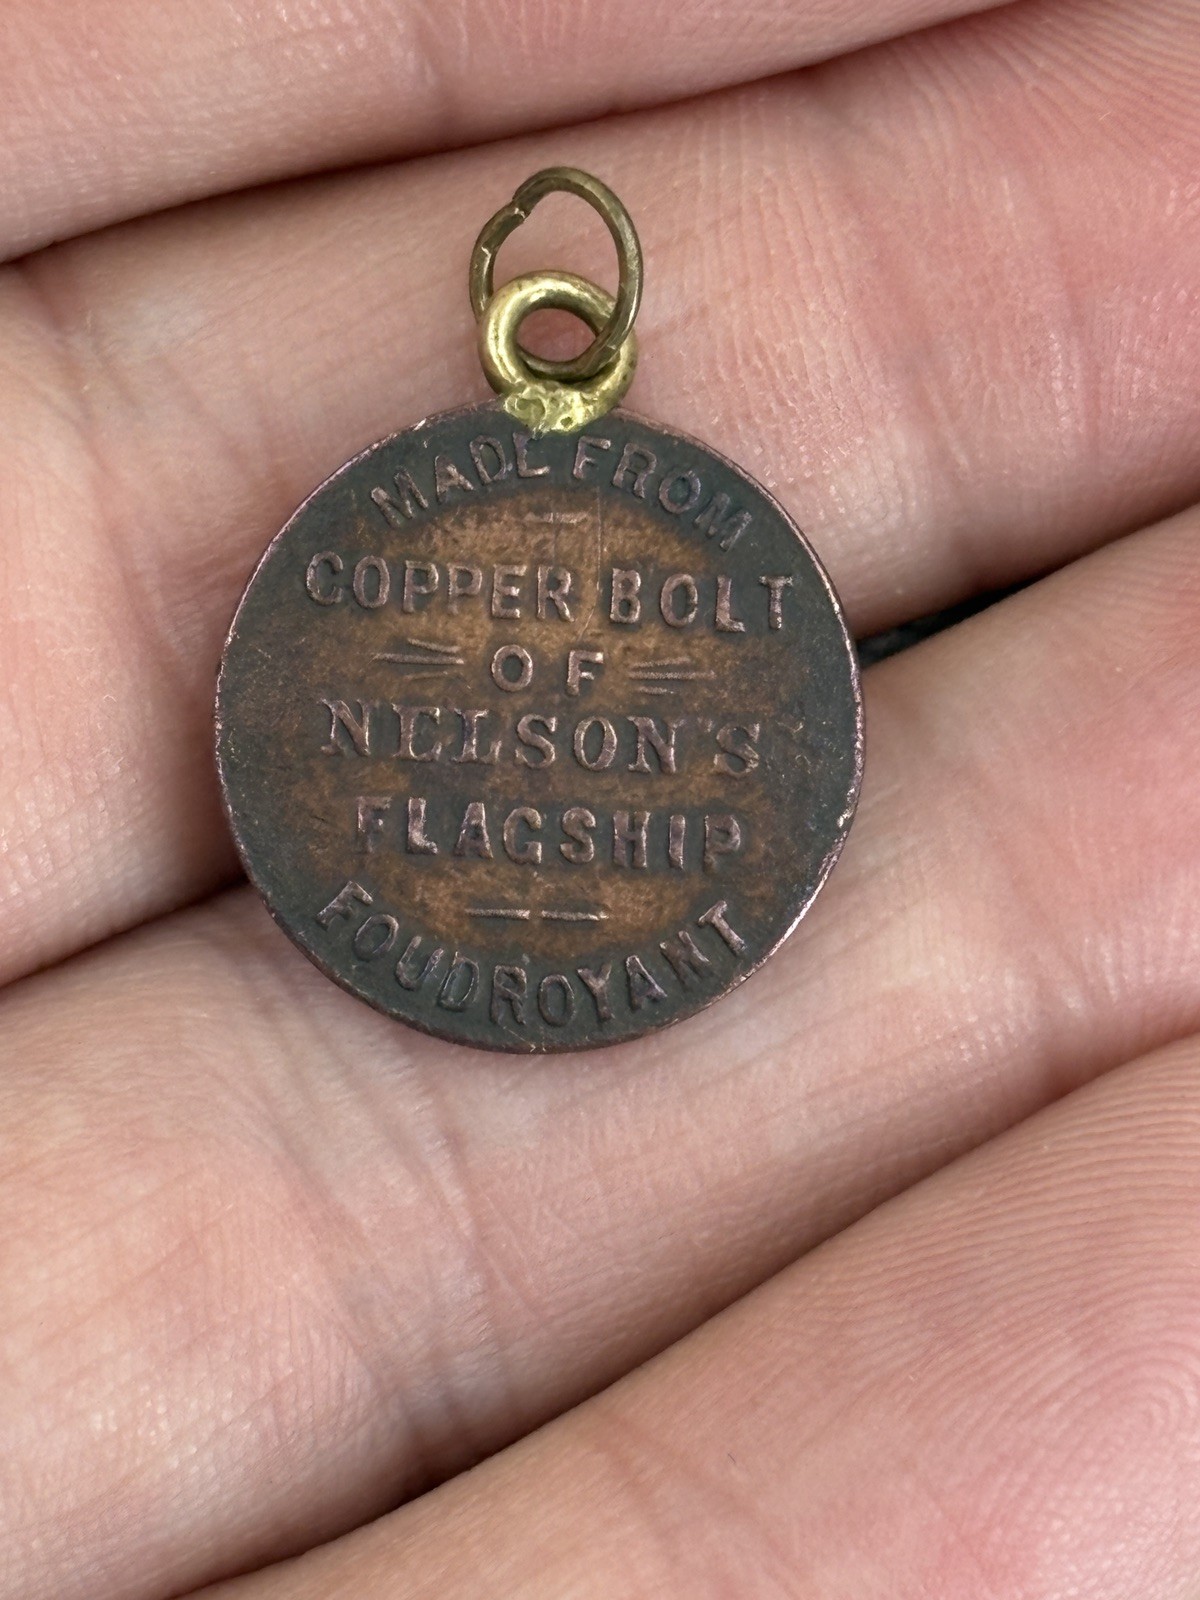 MADE FROM
COPPER BOLT
OF
NELSON'S
FLAGSHIP
FOUDROYANT